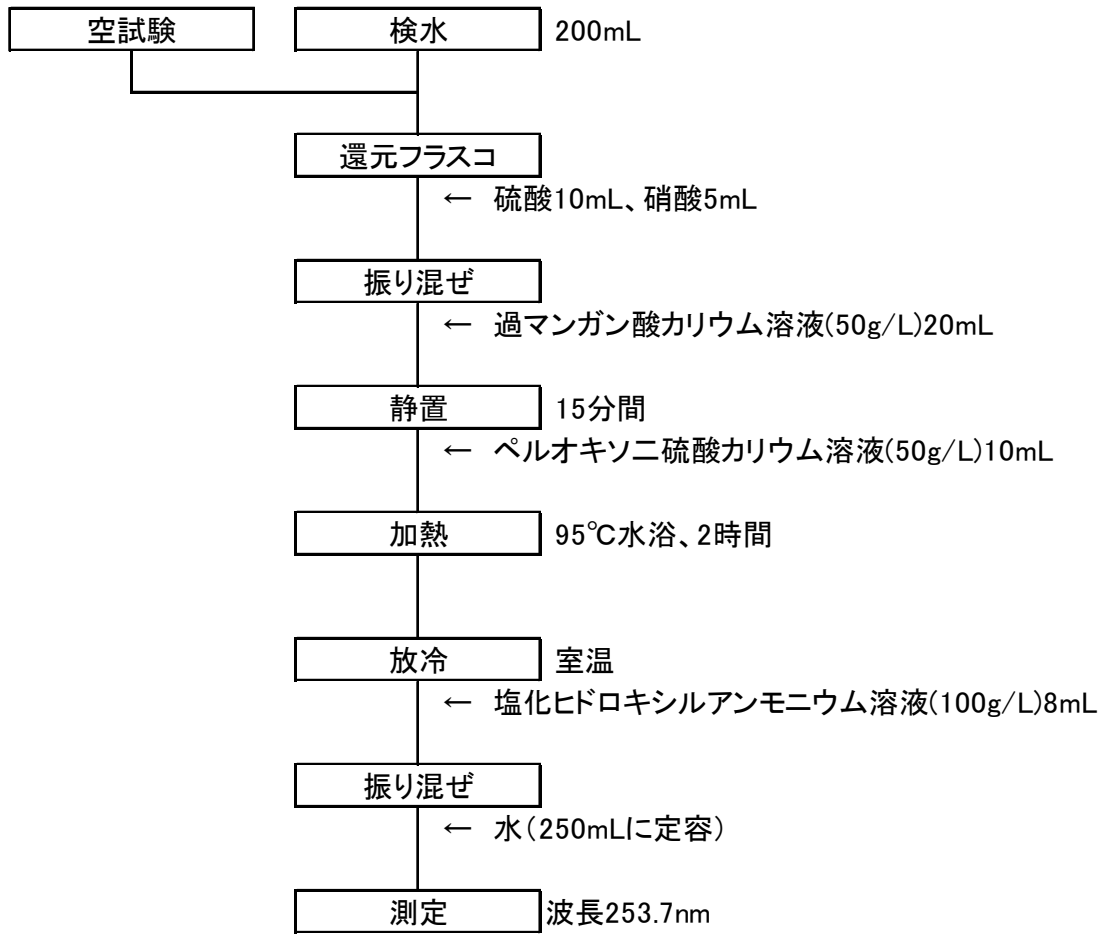 空試験
検水 200mL
還元フラスコ
← 硫酸10mL、硝酸5mL
振り混ぜ
← 過マンガン酸カリウム溶液(50g/L)20mL
静置 15分間
← ペルオキソ二硫酸カリウム溶液(50g/L)10mL
加熱 95℃水浴、2時間
放冷 室温
← 塩化ヒドロキシルアンモニウム溶液(100g/L)8mL
振り混ぜ
← 水(250mLに定容)
測定 波長253.7nm